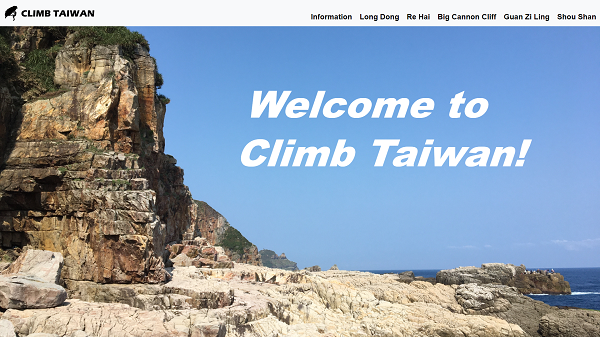 CLIMB TAIWAN
Information Long Dong Re Hai Big Cannon Cliff Guan Zi Ling Shou Shan
Welcome to
Climb Taiwan!